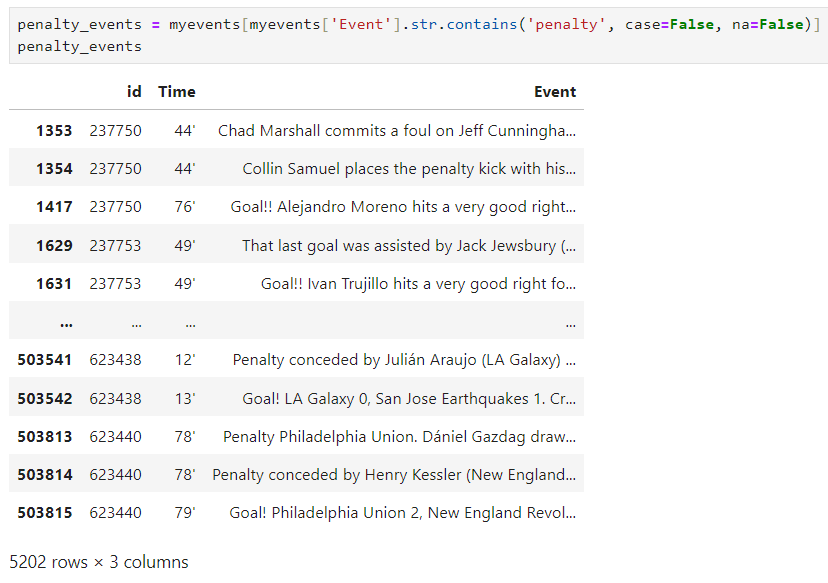 penalty_events = myevents[myevents['Event'].str.contains('penalty', case=False, na=False)]
penalty_events
id Time Event
1353 237750 44' Chad Marshall commits a foul on Jeff Cunningha...
1354 237750 44' Collin Samuel places the penalty kick with his...
1417 237750 76' Goal!! Alejandro Moreno hits a very good right...
1629 237753 49' That last goal was assisted by Jack Jewsbury (...
1631 237753 49' Goal!! Ivan Trujillo hits a very good right fo...
... ... ... ...
503541 623438 12' Penalty conceded by Julián Araujo (LA Galaxy) ...
503542 623438 13' Goal! LA Galaxy 0, San Jose Earthquakes 1. Cr...
503813 623440 78' Penalty Philadelphia Union. Dániel Gazdag draw...
503814 623440 78' Penalty conceded by Henry Kessler (New England...
503815 623440 79' Goal! Philadelphia Union 2, New England Revol...
5202 rows × 3 columns